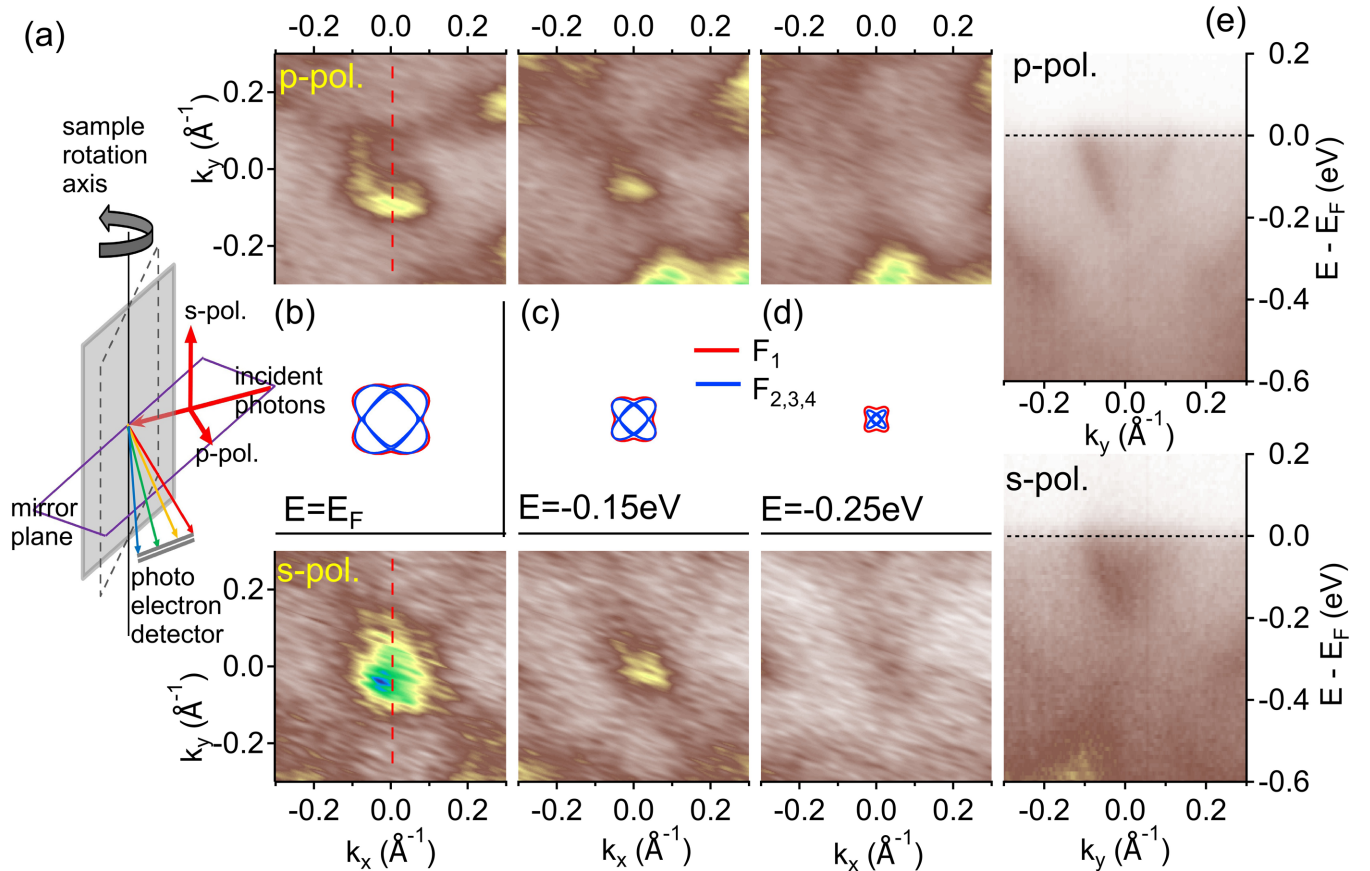 (a)
sample
rotation
axis
s-pol.
incident
photons
p-pol.
mirror
plane
photo
electron
detector
-0.2 0.0 0.2
-0.2 0.0 0.2
-0.2 0.0 0.2
p-pol.
k_y (Å^-1)
0.2
0.0
-0.2
(b)
E=E_F
(c)
E=-0.15eV
(d)
E=-0.25eV
F_1
F_2,3,4
s-pol.
k_y (Å^-1)
0.2
0.0
-0.2
-0.2 0.0 0.2
-0.2 0.0 0.2
-0.2 0.0 0.2
k_x (Å^-1)
k_x (Å^-1)
k_x (Å^-1)
(e)
p-pol.
0.2
0.0
-0.2
-0.4
-0.6
E - E_F (eV)
-0.2 0.0 0.2
k_y (Å^-1)
s-pol.
0.2
0.0
-0.2
-0.4
-0.6
E - E_F (eV)
-0.2 0.0 0.2
k_y (Å^-1)